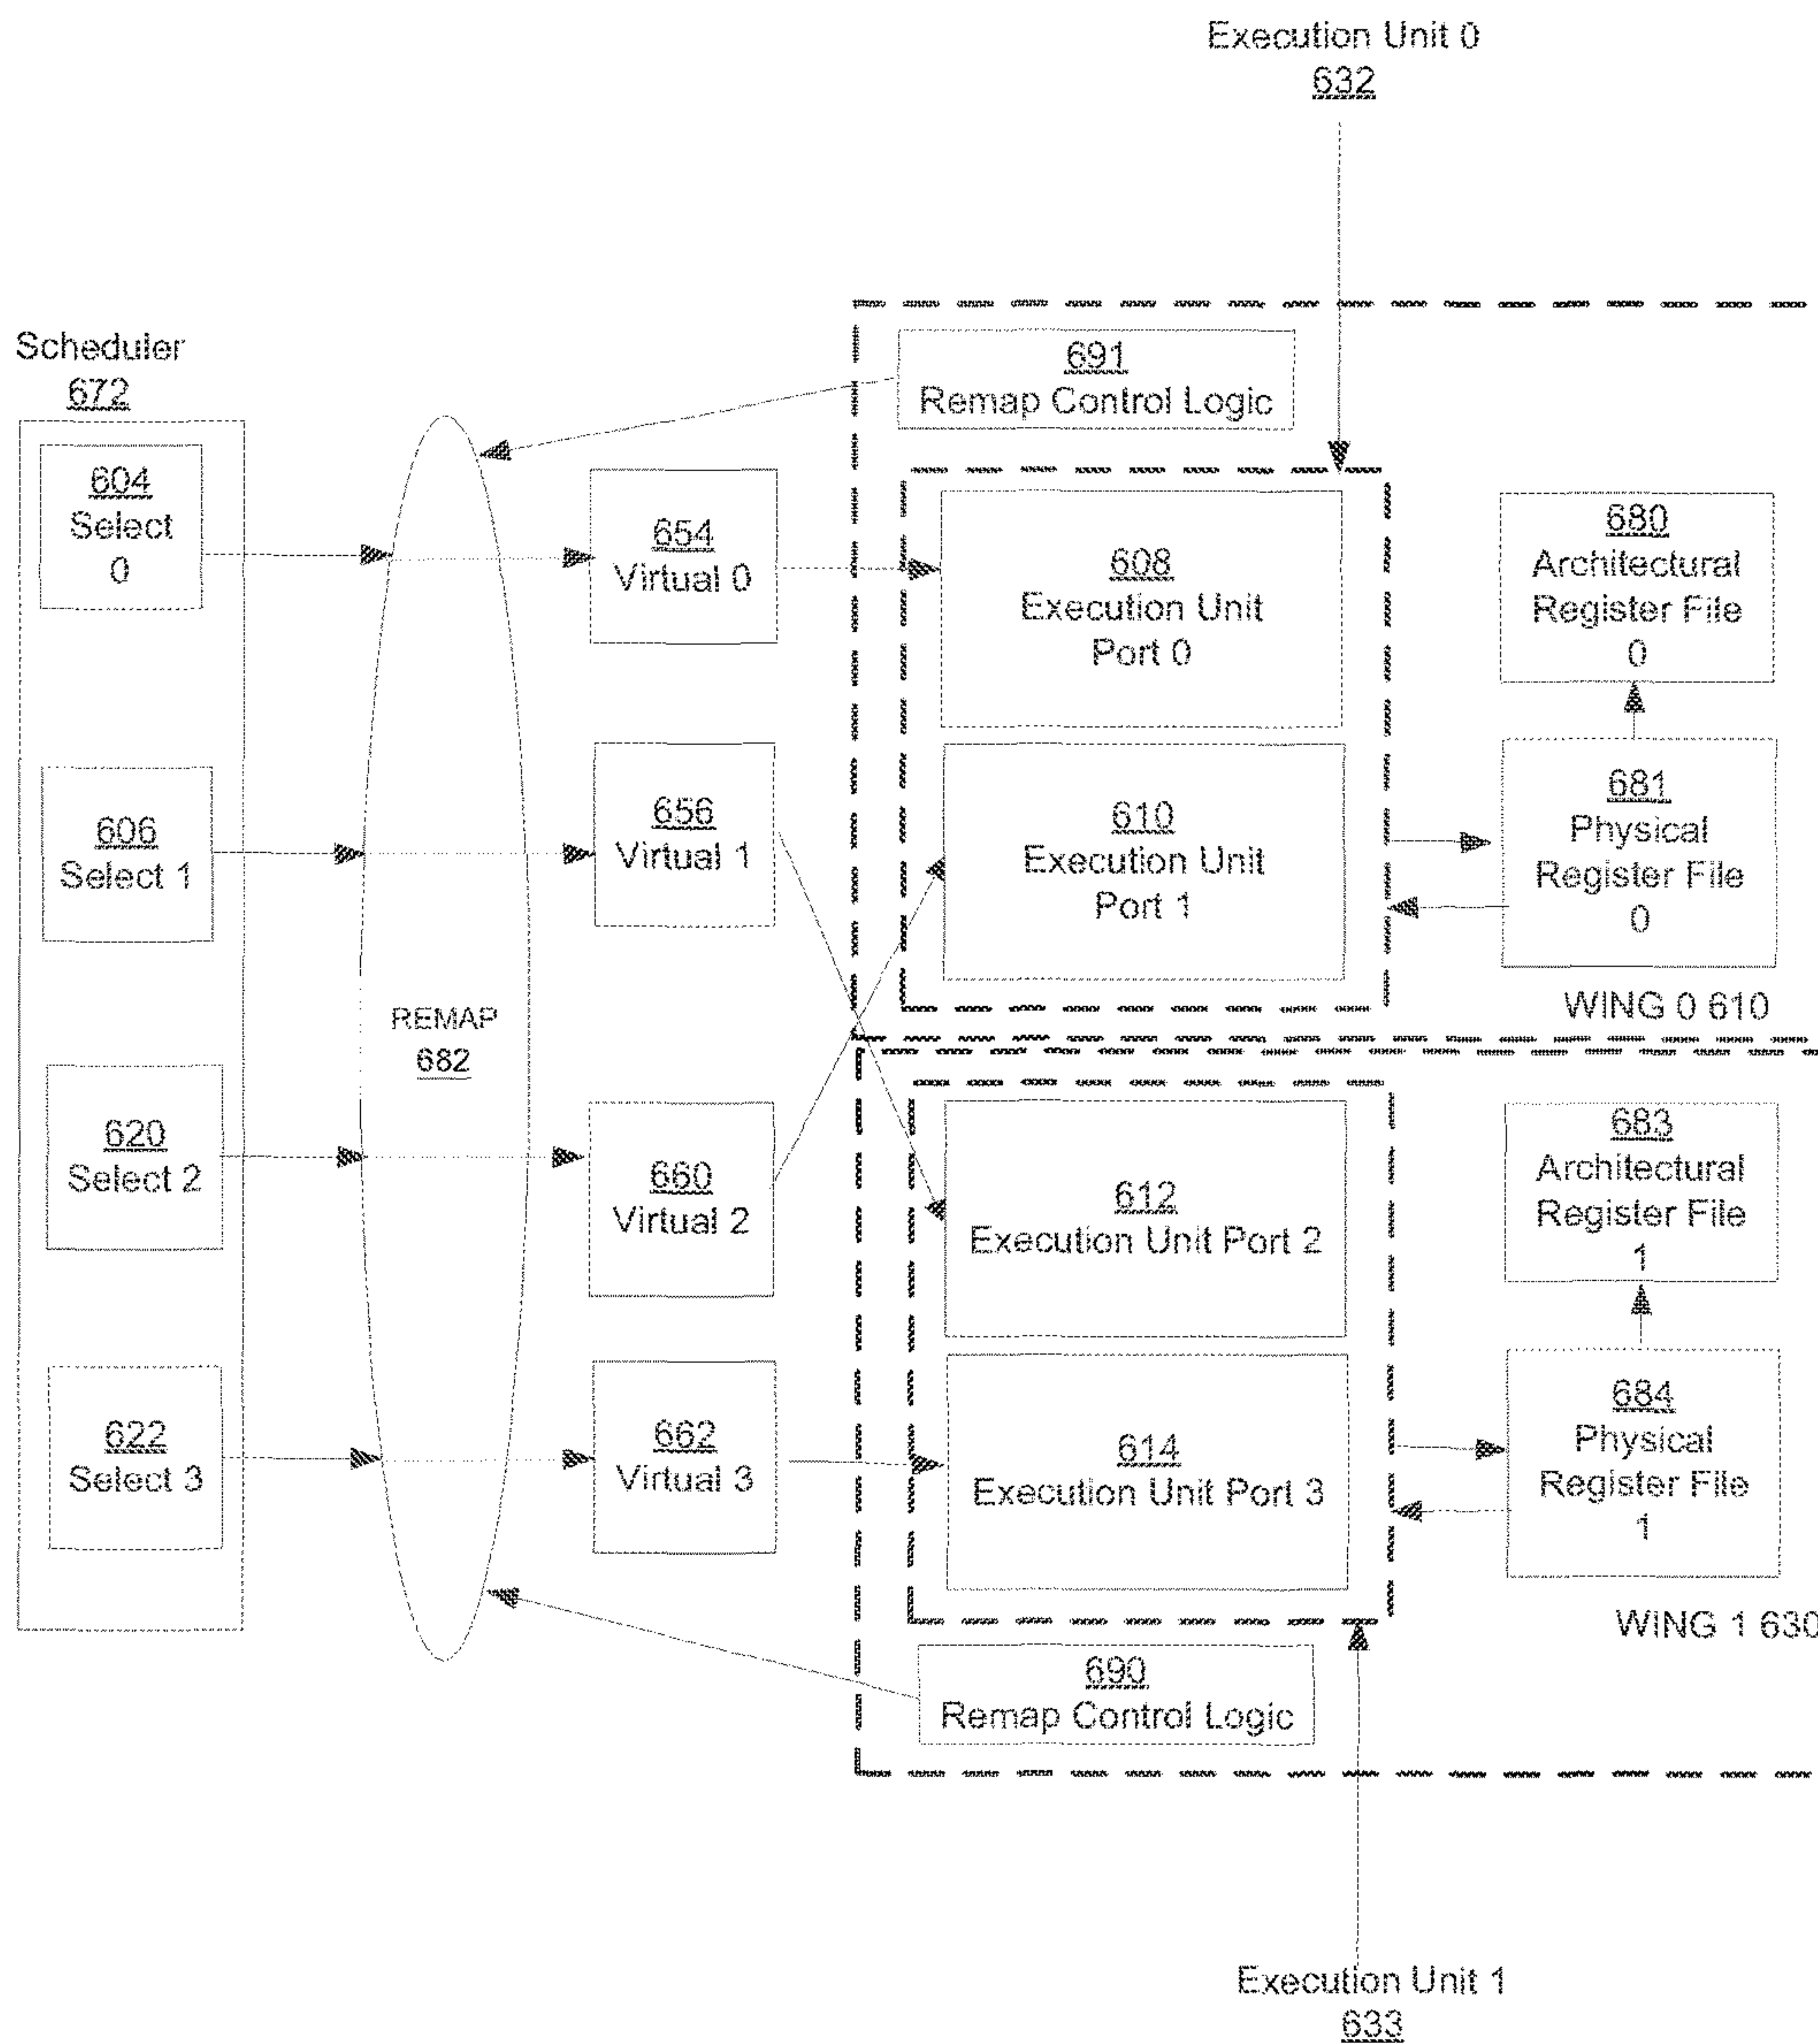 Execution Unit 0
632
Scheduler
672
691
Remap Control Logic
604
Select
0
654
Virtual 0
608
Execution Unit
Port 0
680
Architectural
Register File
0
606
Select 1
656
Virtual 1
610
Execution Unit
Port 1
681
Physical
Register File
0
WING 0 610
REMAP
682
620
Select 2
660
Virtual 2
612
Execution Unit Port 2
683
Architectural
Register File
1
622
Select 3
662
Virtual 3
614
Execution Unit Port 3
684
Physical
Register File
1
WING 1 630
690
Remap Control Logic
Execution Unit 1
633